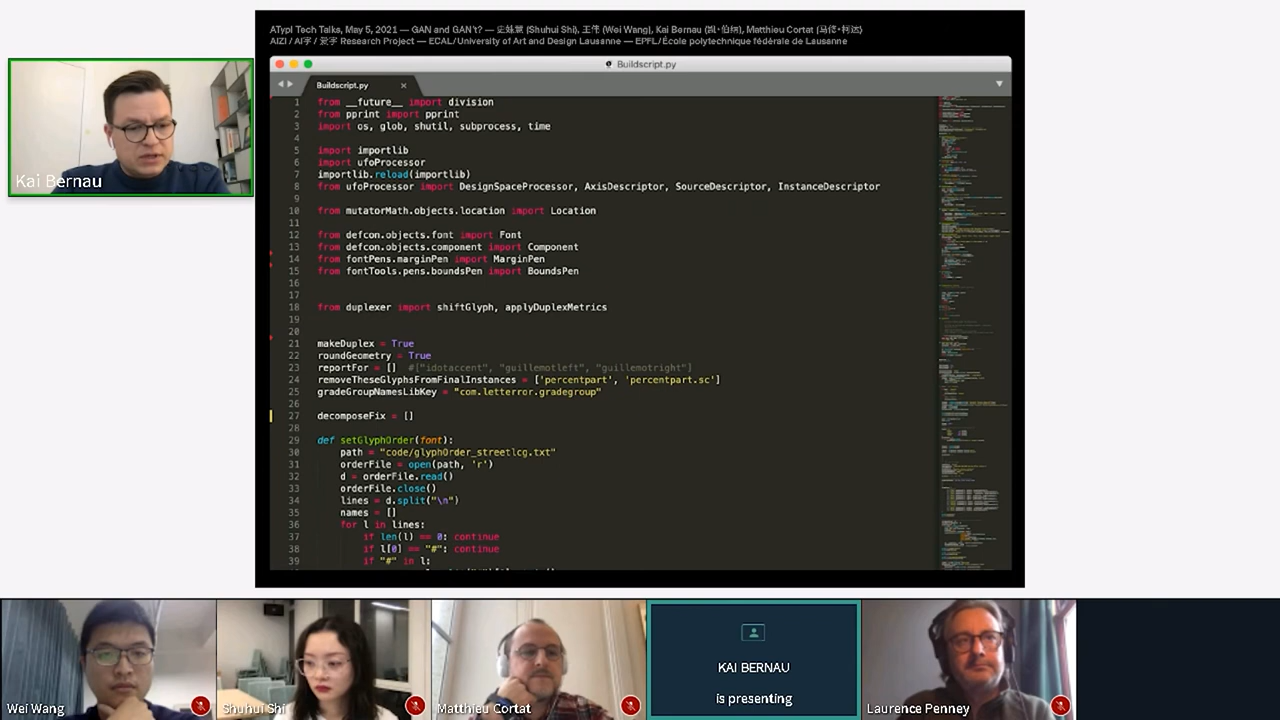 ATypI Tech Talks, May 5, 2021 — GAN and GAN't? — (Shuhui Shi), 王伟 (Wei Wang), Kai Bernau (凯·伯纳), Matthieu Cortat (马修·柯达)
AIZI / AI字 / 爱字 Research Project — ECAL/University of Art and Design Lausanne — EPFL/École polytechnique fédérale de Lausanne
Buildscript.py
Buildscript.py ×
1 from __future__ import division
2 from pprint import pprint
3 import os, glob, shutil, subprocess, time
4
5 import importlib
6 import ufoProcessor
7 importlib.reload(importlib)
8 from ufoProcessor import DesignSpaceProcessor, AxisDescriptor, SourceDescriptor, InstanceDescriptor
9
10 from mutatorMath.objects.location import Location
11
12 from defcon.objects.font import Font
13 from defcon.objects.component import Component
14 from fontPens.marginPen import MarginPen
15 from fontTools.pens.boundsPen import BoundsPen
16
17
18 from duplexer import shiftGlyph, applyDuplexMetrics
19
20
21 makeDuplex = True
22 roundGeometry = True
23 reportFor = [] #["idotaccent", "guillemotleft", "guillemotright"]
24 removeTheseGlyphsFromFinalInstances = ['percentpart', 'percentpart.sc']
25 gradeGroupNamesLibKey = "com.letterror.gradegroup"
26
27 decomposeFix = []
28
29 def setGlyphOrder(font):
30 path = "code/glyphOrder_streetlcg.txt"
31 orderFile = open(path, 'r')
32 d = orderFile.read()
33 orderFile.close()
34 lines = d.split("\n")
35 names = []
36 for l in lines:
37 if len(l) == 0: continue
38 if l[0] == "#": continue
39 if "#" in l:
Kai Bernau
Wei Wang
Shuhui Shi
Matthieu Cortat
KAI BERNAU
is presenting
Laurence Penney